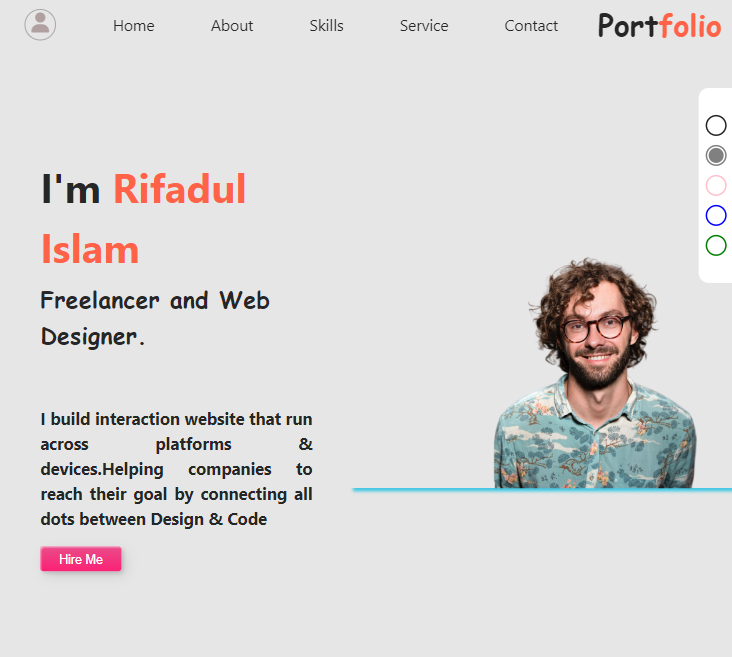 Home About Skills Service Contact Portfolio
I'm Rifadul
Islam
Freelancer and Web
Designer.
I build interaction website that run
across platforms &
devices.Helping companies to
reach their goal by connecting all
dots between Design & Code
Hire Me